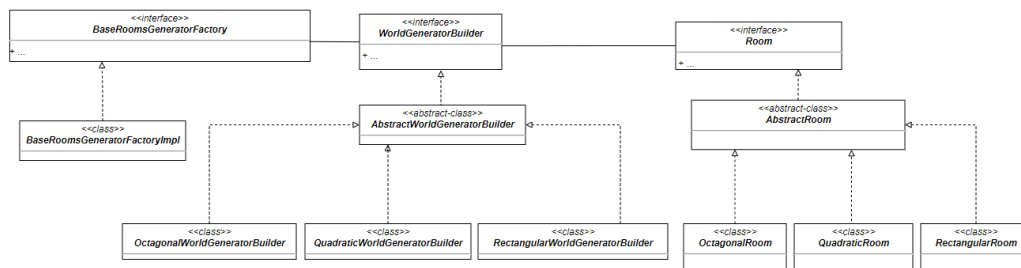 <<interface>>
BaseRoomsGeneratorFactory
+ ...
<<interface>>
WorldGeneratorBuilder
+ ...
<<interface>>
Room
+ ...
<<class>>
BaseRoomsGeneratorFactoryImpl
<<abstract-class>>
AbstractWorldGeneratorBuilder
<<abstract-class>>
AbstractRoom
<<class>>
OctagonalWorldGeneratorBuilder
<<class>>
QuadraticWorldGeneratorBuilder
<<class>>
RectangularWorldGeneratorBuilder
<<class>>
OctagonalRoom
<<class>>
QuadraticRoom
<<class>>
RectangularRoom